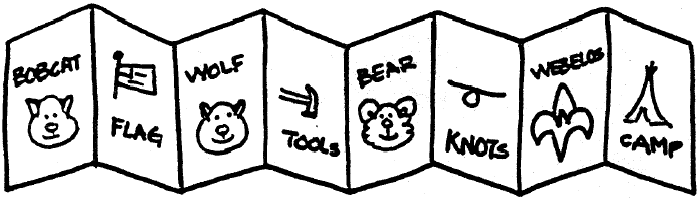 BOBCAT
FLAG
WOLF
TOOLS
BEAR
KNOTS
WEBELOS
CAMP